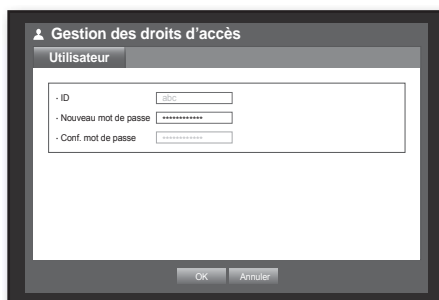 Gestion des droits d’accès
Utilisateur
- ID abc
- Nouveau mot de passe ************
- Conf. mot de passe ************
OK Annuler